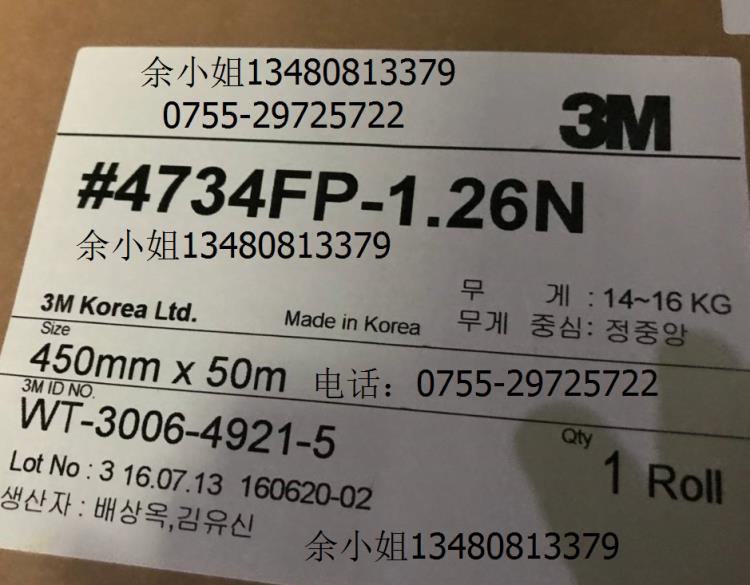 余小姐13480813379
0755-29725722
3M
#4734FP-1.26N
余小姐13480813379
무 게 : 14~16 KG
3M Korea Ltd. Made in Korea 무게 중심: 정중앙
Size
450mm x 50m 电话：0755-29725722
3M ID NO.
WT-3006-4921-5
Qty
1 Roll
Lot No : 3 16.07.13 160620-02
생산자 : 배상옥,김유신
余小姐13480813379